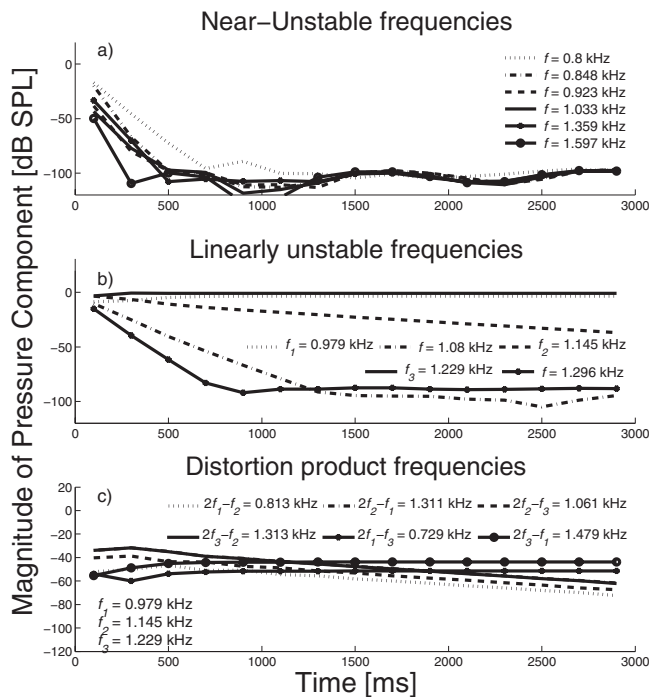 Near−Unstable frequencies
a)
0
−50
−100
f = 0.8 kHz
f = 0.848 kHz
f = 0.923 kHz
f = 1.033 kHz
f = 1.359 kHz
f = 1.597 kHz
0 500 1000 1500 2000 2500 3000
Magnitude of Pressure Component [dB SPL]
Linearly unstable frequencies
b)
0
−50
−100
f1 = 0.979 kHz f = 1.08 kHz f2 = 1.145 kHz
f3 = 1.229 kHz f = 1.296 kHz
0 500 1000 1500 2000 2500 3000
Distortion product frequencies
c)
20
0
−20
−40
−60
−80
−100
−120
2f1−f2 = 0.813 kHz 2f2−f1 = 1.311 kHz 2f2−f3 = 1.061 kHz
2f3−f2 = 1.313 kHz 2f1−f3 = 0.729 kHz 2f3−f1 = 1.479 kHz
f1 = 0.979 kHz
f2 = 1.145 kHz
f3 = 1.229 kHz
0 500 1000 1500 2000 2500 3000
Time [ms]